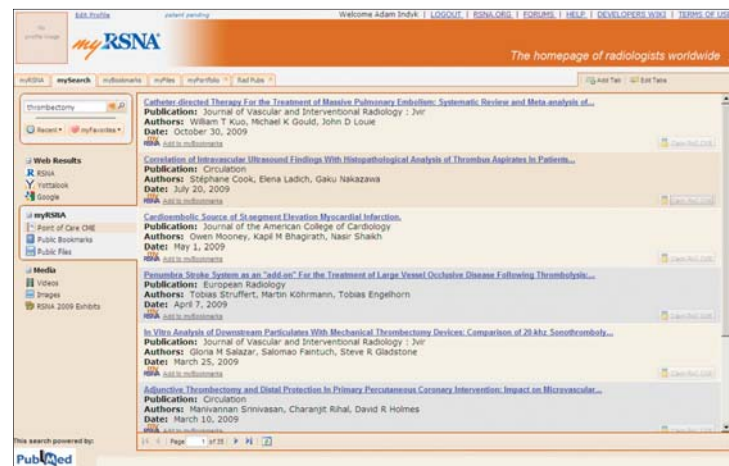 No
profile image
Edit Profile
patent pending
Welcome Adam Indyk | LOGOUT | RSNA.ORG | FORUMS | HELP | DEVELOPERS WIKI | TERMS OF USE
myRSNA®
The homepage of radiologists worldwide
myRSNA mySearch myBookmarks myFiles myPortfolio Rad Pubs
Add Tab Edit Tabs
thrombectomy
Recent myFavorites
Web Results
RSNA
Yottalook
Google
myRSNA
Point of Care CME
Public Bookmarks
Public Files
Media
Videos
Images
RSNA 2009 Exhibits
Catheter-directed Therapy For the Treatment of Massive Pulmonary Embolism: Systematic Review and Meta-analysis of...
Publication: Journal of Vascular and Interventional Radiology : Jvir
Authors: William T Kuo, Michael K Gould, John D Louie
Date: October 30, 2009
Add to myBookmarks
Correlation of Intravascular Ultrasound Findings With Histopathological Analysis of Thrombus Aspirates In Patients...
Publication: Circulation
Authors: Stéphane Cook, Elena Ladich, Gaku Nakazawa
Date: July 20, 2009
Add to myBookmarks
Cardioembolic Source of St.segment Elevation Myocardial Infarction.
Publication: Journal of the American College of Cardiology
Authors: Owen Mooney, Kapil M Bhagirath, Nasir Shaikh
Date: May 1, 2009
Add to myBookmarks
Penumbra Stroke System as an "add-on" For the Treatment of Large Vessel Occlusive Disease Following Thrombolysis:...
Publication: European Radiology
Authors: Tobias Struffert, Martin Köhrmann, Tobias Engelhorn
Date: April 7, 2009
Add to myBookmarks
In Vitro Analysis of Downstream Particulates With Mechanical Thrombectomy Devices: Comparison of 20-khz Sonothromboly...
Publication: Journal of Vascular and Interventional Radiology : Jvir
Authors: Gloria M Salazar, Salomao Faintuch, Steve R Gladstone
Date: March 25, 2009
Add to myBookmarks
Adjunctive Thrombectomy and Distal Protection In Primary Percutaneous Coronary Intervention: Impact on Microvascular...
Publication: Circulation
Authors: Manivannan Srinivasan, Charanjit Rihal, David R Holmes
Date: March 10, 2009
Add to myBookmarks
Page 1 of 35
This search powered by:
PubMed